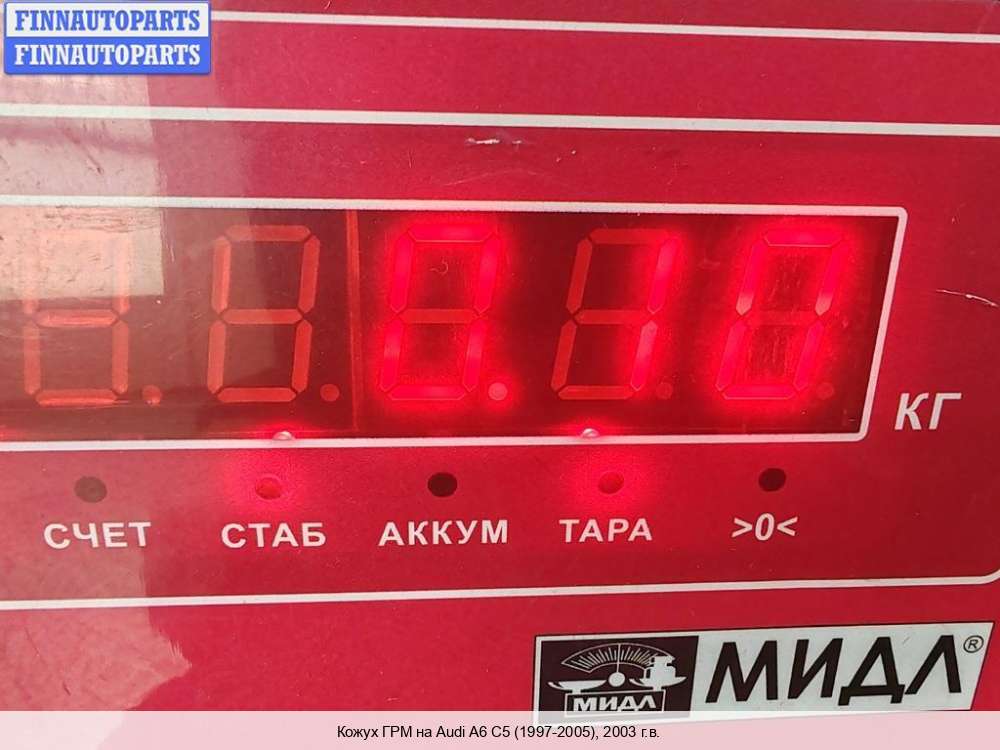 FINNAUTOPARTS
FINNAUTOPARTS
0.10
КГ
СЧЕТ СТАБ АККУМ ТАРА >0<
МИДЛ МИДЛ®
Кожух ГРМ на Audi A6 C5 (1997-2005), 2003 г.в.